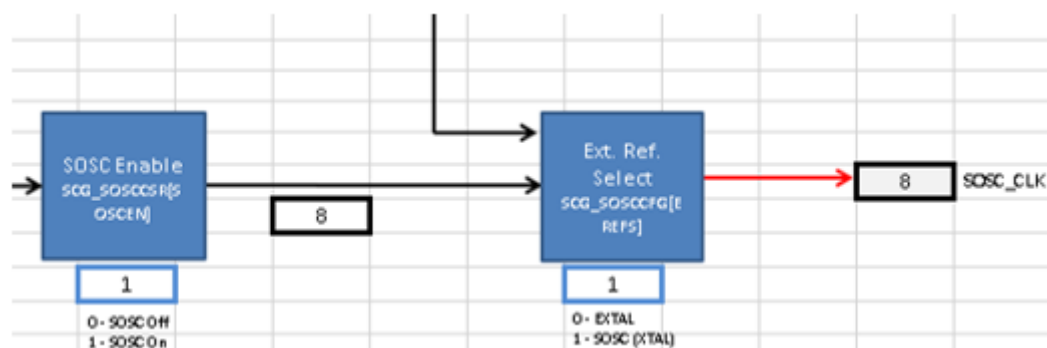 SOSC Enable
SCG_SOSCCSR[S
OSCEN]
8
1
0 - SOSC Off
1 - SOSC On
Ext. Ref.
Select
SCG_SOSCCFG[E
REFS]
1
0 - EXTAL
1 - SOSC (XTAL)
8
SOSC_CLK